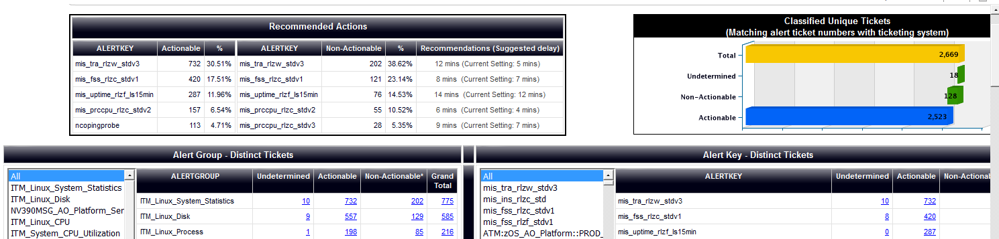 Recommended Actions
ALERTKEY Actionable % ALERTKEY Non-Actionable % Recommendations (Suggested delay)
mis_tra_rlzw_stdv3 732 30.51% mis_tra_rlzw_stdv3 202 38.62% 12 mins (Current Setting: 5 mins)
mis_fss_rlzc_stdv1 420 17.51% mis_fss_rlzc_stdv1 121 23.14% 8 mins (Current Setting: 7 mins)
mis_uptime_rlzf_ls15min 287 11.96% mis_uptime_rlzf_ls15min 76 14.53% 14 mins (Current Setting: 12 mins)
mis_prccpu_rlzc_stdv2 157 6.54% mis_prccpu_rlzc_stdv2 55 10.52% 6 mins (Current Setting: 4 mins)
ncopingprobe 113 4.71% mis_prccpu_rlzc_stdv3 28 5.35% 9 mins (Current Setting: 7 mins)
Classified Unique Tickets
(Matching alert ticket numbers with ticketing system)
Total 2,669
Undetermined 18
Non-Actionable 128
Actionable 2,523
Alert Group - Distinct Tickets
All
ITM_Linux_System_Statistics
ITM_Linux_Disk
NV390MSG_AO_Platform_Ser
ITM_Linux_CPU
ITM_System_CPU_Utilization
ALERTGROUP Undetermined Actionable Non-Actionable* Grand Total
ITM_Linux_System_Statistics 10 732 202 775
ITM_Linux_Disk 9 557 129 585
ITM_Linux_Process 1 198 85 216
Alert Key - Distinct Tickets
All
mis_tra_rlzw_stdv3
mis_ins_rlzc_std
mis_fss_rlzc_stdv1
mis_fss_rlzf_stdv1
ATM:zOS_AO_Platform::PROD_
ALERTKEY Undetermined Actionable Non-Actiona
mis_tra_rlzw_stdv3 10 732
mis_fss_rlzc_stdv1 8 420
mis_uptime_rlzf_ls15min 0 287